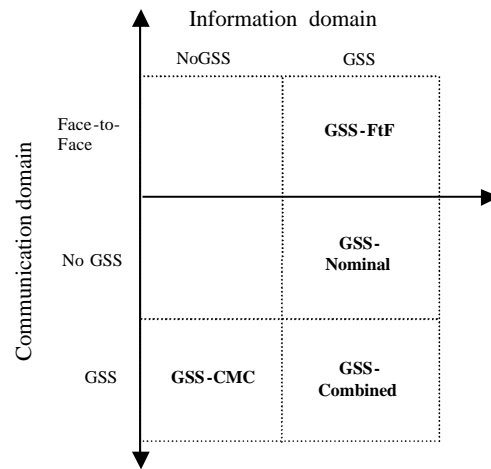 Information domain
NoGSS GSS
Face-to-
Face
GSS-FtF
Communication domain
No GSS
GSS-
Nominal
GSS
GSS-CMC
GSS-
Combined